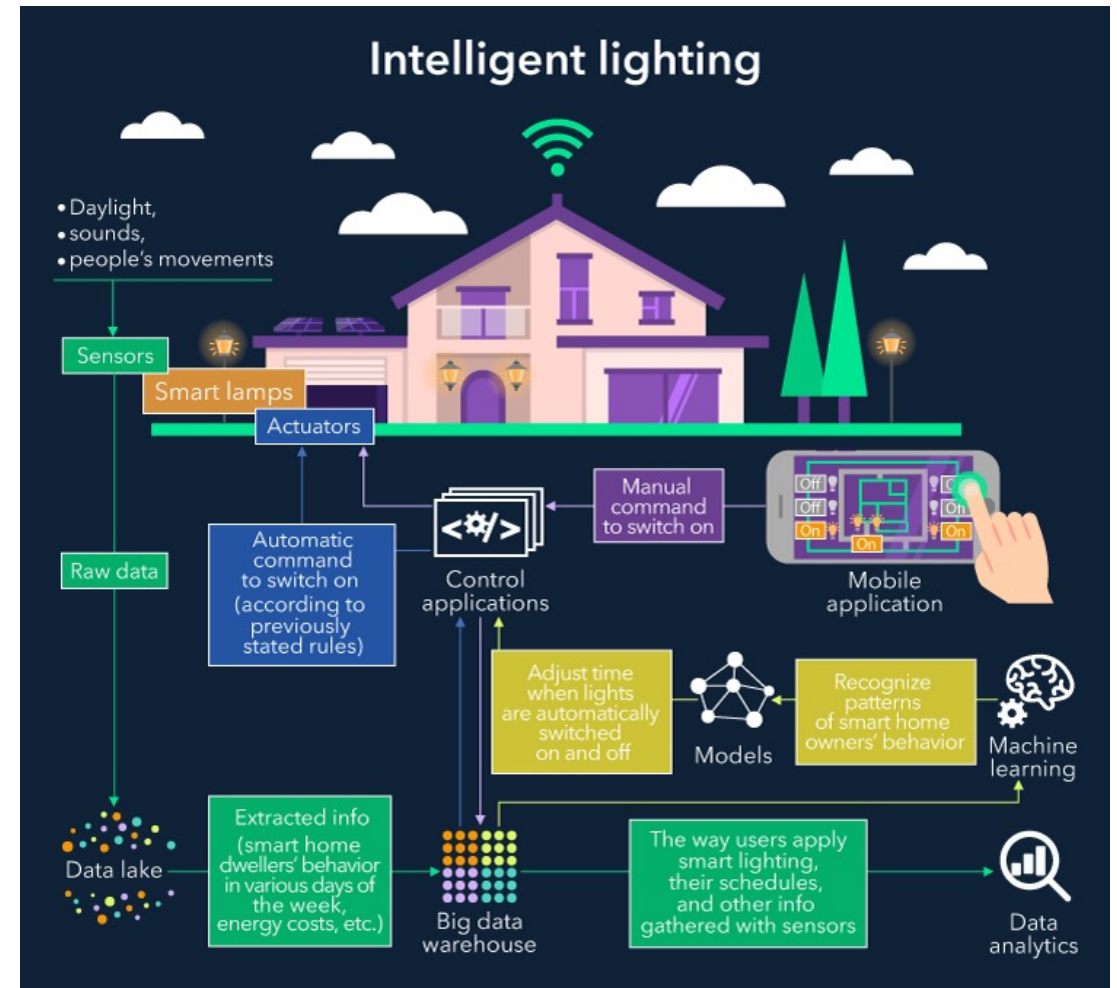 Intelligent lighting
• Daylight,
• sounds,
• people's movements
Sensors
Smart lamps
Actuators
Manual
command
to switch on
Off
Off
On
On
Off
On
Mobile
application
</>
Control
applications
Automatic
command
to switch on
(according to
previously
stated rules)
Raw data
Adjust time
when lights
are automatically
switched
on and off
Models
Recognize
patterns
of smart home
owners' behavior
Machine
learning
Data lake
Extracted info
(smart home
dwellers' behavior
in various days of
the week,
energy costs, etc.)
Big data
warehouse
The way users apply
smart lighting,
their schedules,
and other info
gathered with sensors
Data
analytics